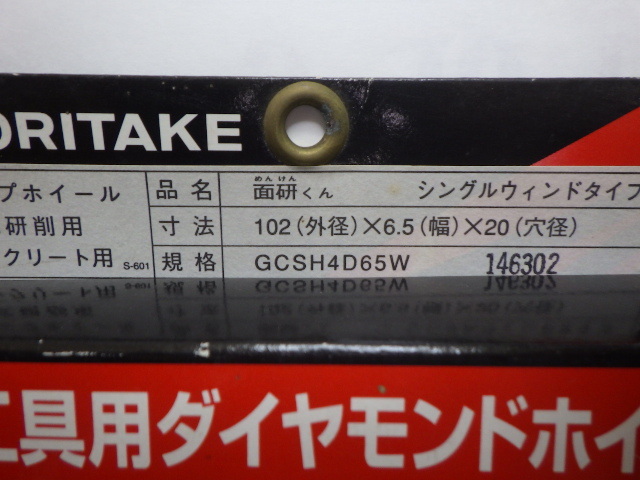 ORITAKE
プホイール 品名 面研くん めんけん シングルウィンドタイプ
研削用 寸法 102(外径)×6.5(幅)×20(穴径)
クリート用 S-601 規格 GCSH4D65W 146302
工具用ダイヤモンドホイ